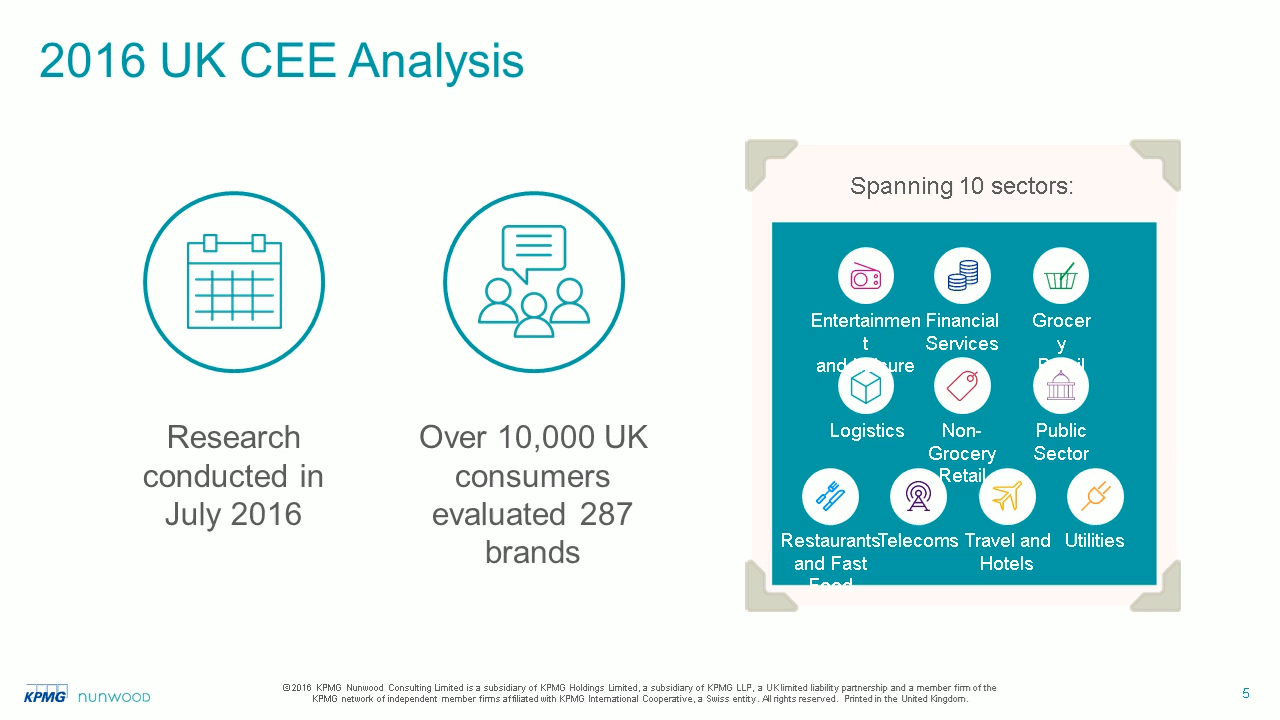 2016 UK CEE Analysis
Spanning 10 sectors:
Entertainmen
t
and Leisure
Financial
Services
Grocer
y
Retail
Logistics
Non-
Grocery
Retail
Public
Sector
Restaurants
and Fast
Food
Telecoms
Travel and
Hotels
Utilities
Research
conducted in
July 2016
Over 10,000 UK
consumers
evaluated 287
brands
KPMG nunwood
© 2016 KPMG Nunwood Consulting Limited is a subsidiary of KPMG Holdings Limited, a subsidiary of KPMG LLP, a UK limited liability partnership and a member firm of the
KPMG network of independent member firms affiliated with KPMG International Cooperative, a Swiss entity. All rights reserved. Printed in the United Kingdom.
5